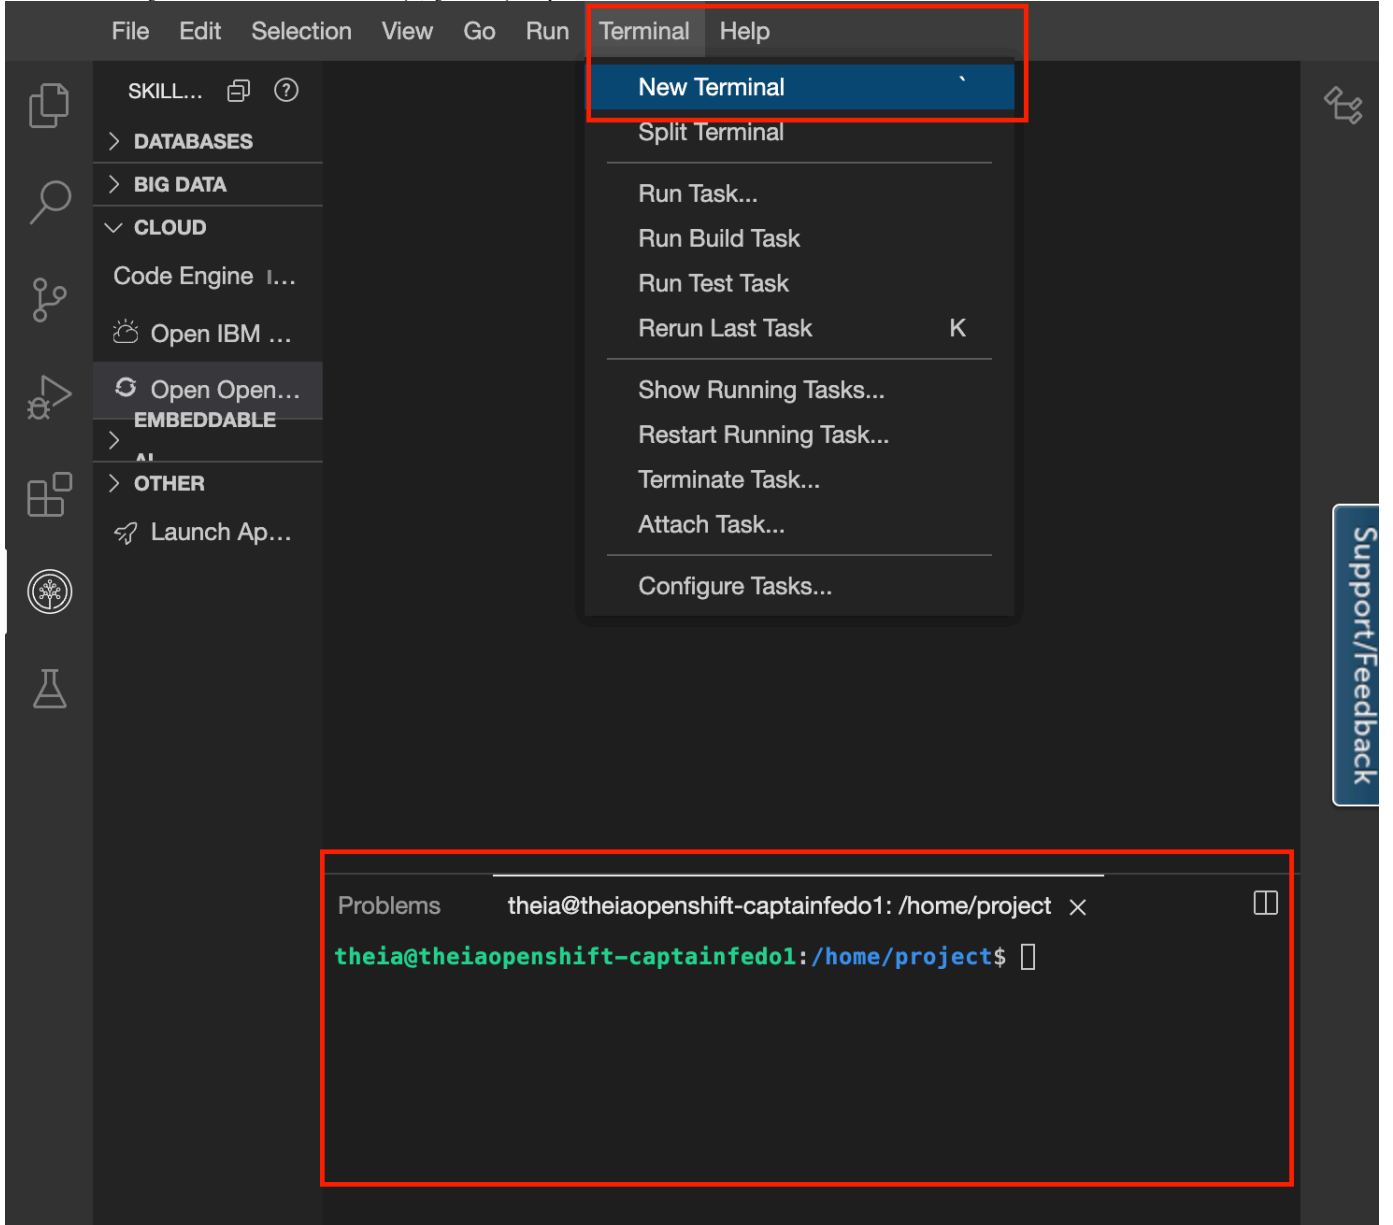 File Edit Selection View Go Run Terminal Help
SKILL...
DATABASES
BIG DATA
CLOUD
Code Engine I...
Open IBM ...
Open Open...
EMBEDDABLE
AI
OTHER
Launch Ap...
New Terminal `
Split Terminal
Run Task...
Run Build Task
Run Test Task
Rerun Last Task K
Show Running Tasks...
Restart Running Task...
Terminate Task...
Attach Task...
Configure Tasks...
Support/Feedback
Problems theia@theiaopenshift-captainfedo1: /home/project
theia@theiaopenshift-captainfedo1:/home/project$